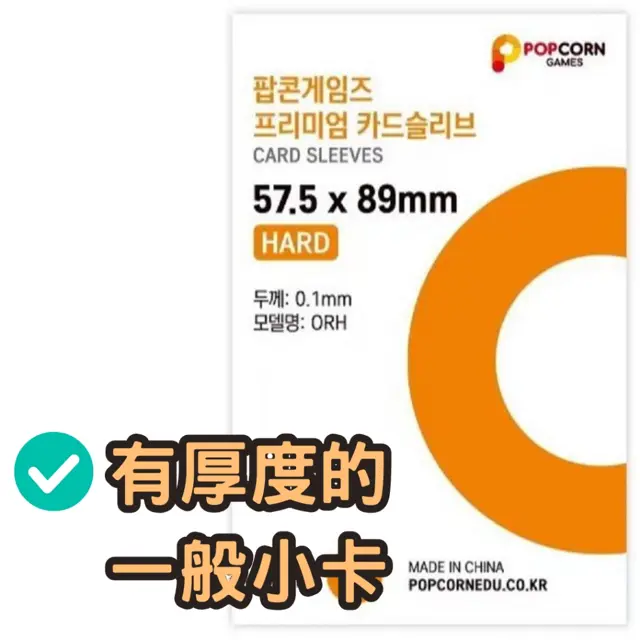 POPCORN
GAMES
팝콘게임즈
프리미엄 카드슬리브
CARD SLEEVES
57.5 x 89mm
HARD
두께: 0.1mm
모델명: ORH
有厚度的
一般小卡
MADE IN CHINA
POPCORNEDU.CO.KR